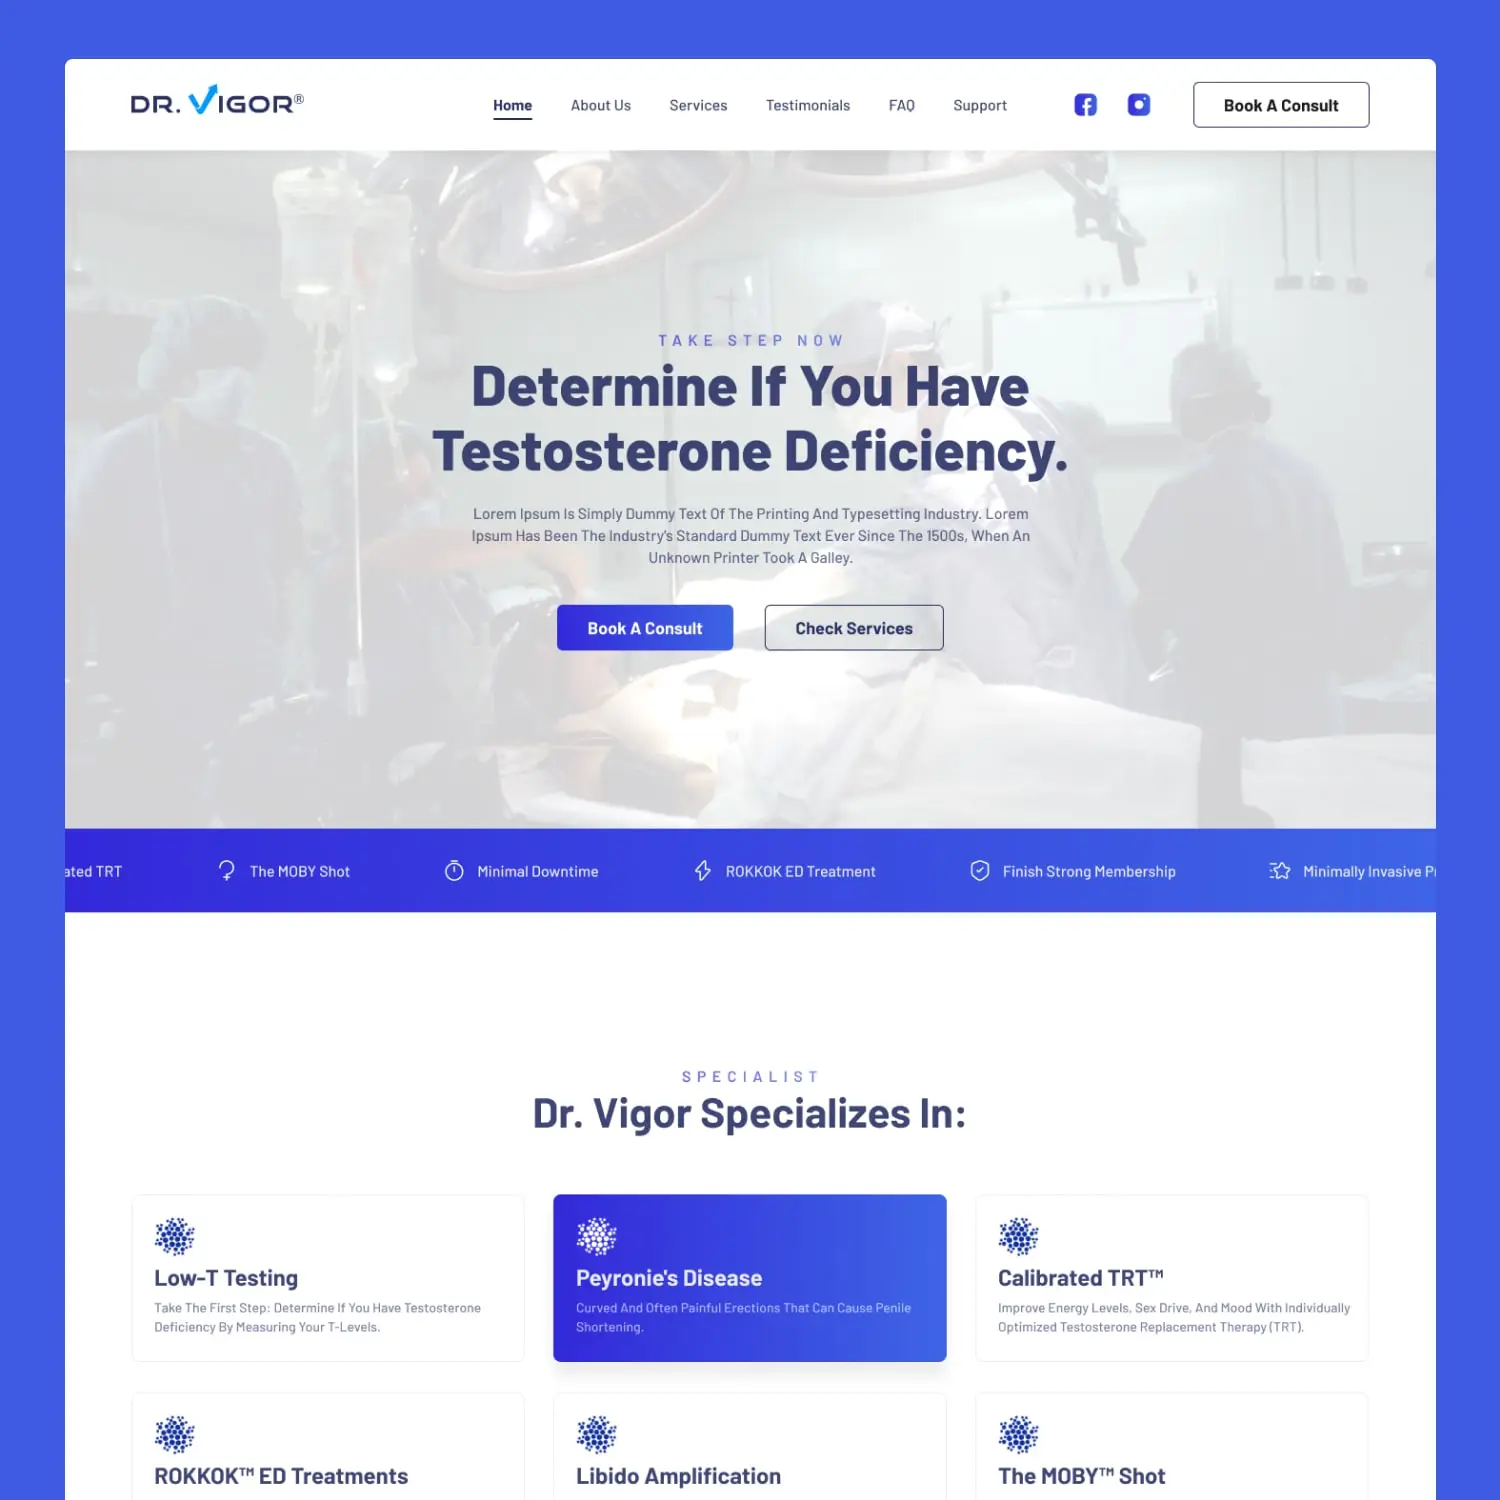 DR. VIGOR®
Home
About Us
Services
Testimonials
FAQ
Support
Book A Consult
TAKE STEP NOW
Determine If You Have
Testosterone Deficiency.
Lorem Ipsum Is Simply Dummy Text Of The Printing And Typesetting Industry. Lorem
Ipsum Has Been The Industry's Standard Dummy Text Ever Since The 1500s, When An
Unknown Printer Took A Galley.
Book A Consult
Check Services
ated TRT
The MOBY Shot
Minimal Downtime
ROKKOK ED Treatment
Finish Strong Membership
Minimally Invasive P
SPECIALIST
Dr. Vigor Specializes In:
Low-T Testing
Take The First Step: Determine If You Have Testosterone
Deficiency By Measuring Your T-Levels.
Peyronie's Disease
Curved And Often Painful Erections That Can Cause Penile
Shortening.
Calibrated TRT™
Improve Energy Levels, Sex Drive, And Mood With Individually
Optimized Testosterone Replacement Therapy (TRT).
ROKKOK™ ED Treatments
Libido Amplification
The MOBY™ Shot